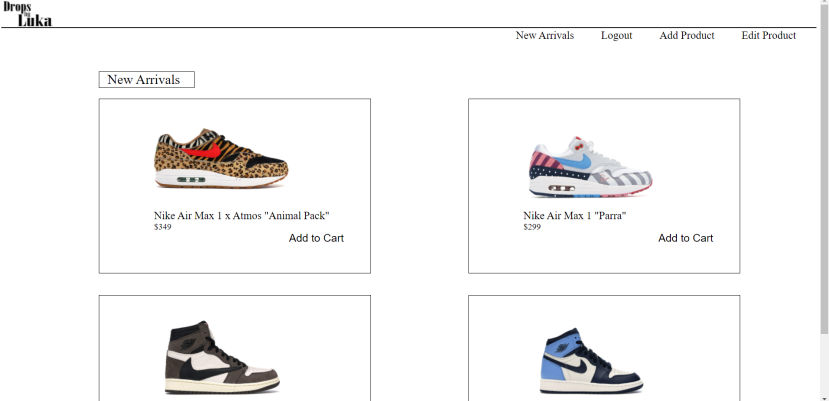 Drops
by
Luka
New Arrivals Logout Add Product Edit Product
New Arrivals
Nike Air Max 1 x Atmos "Animal Pack"
$349
Add to Cart
Nike Air Max 1 "Parra"
$299
Add to Cart